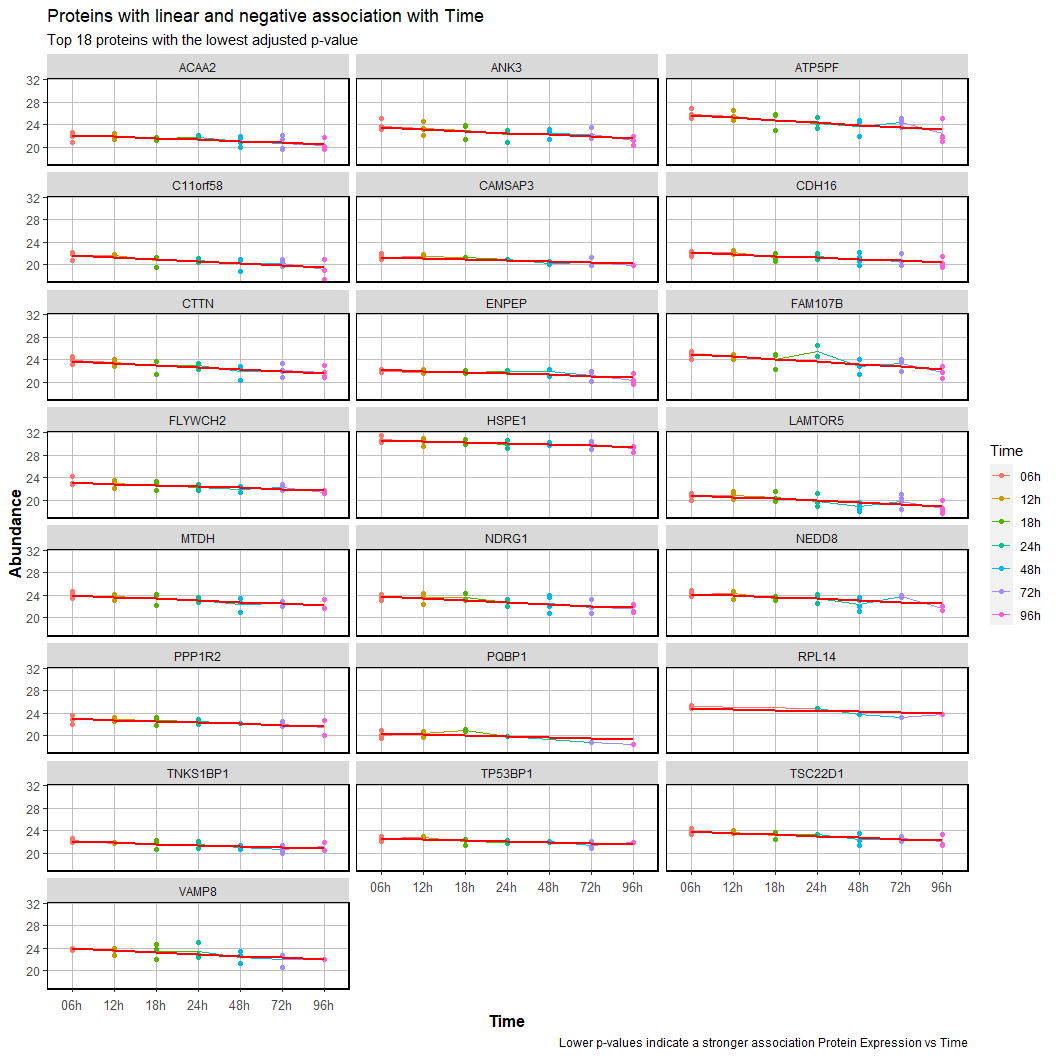 Proteins with linear and negative association with Time
Top 18 proteins with the lowest adjusted p-value
ACAA2 ANK3 ATP5PF
32
28
24
20
C11orf58 CAMSAP3 CDH16
32
28
24
20
CTTN ENPEP FAM107B
32
28
24
20
FLYWCH2 HSPE1 LAMTOR5
32
28
24
20
MTDH NDRG1 NEDD8
32
28
24
20
PPP1R2 PQBP1 RPL14
32
28
24
20
TNKS1BP1 TP53BP1 TSC22D1
32
28
24
20
06h 12h 18h 24h 48h 72h 96h 06h 12h 18h 24h 48h 72h 96h
VAMP8
32
28
24
20
06h 12h 18h 24h 48h 72h 96h
Abundance
Time
Time
06h
12h
18h
24h
48h
72h
96h
Lower p-values indicate a stronger association Protein Expression vs Time